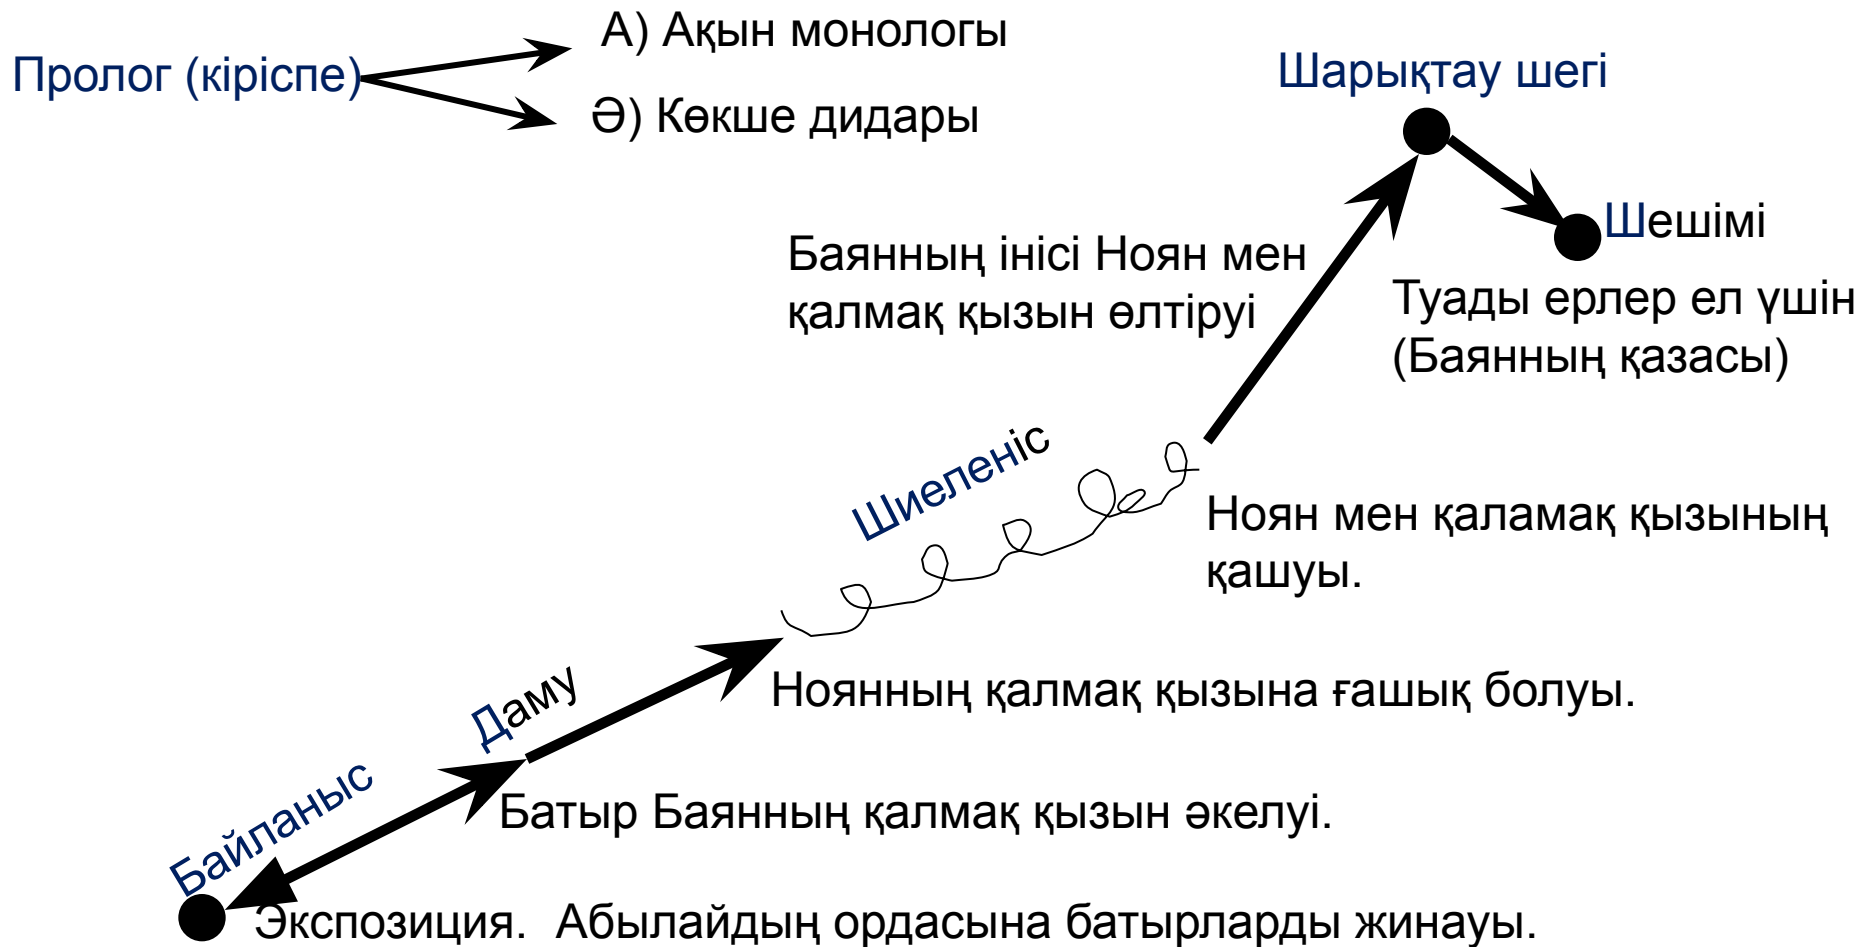 Пролог (кіріспе)
А) Ақын монологы
Ә) Көкше дидары
Шарықтау шегі
Шешімі
Туады ерлер ел үшін
(Баянның қазасы)
Баянның інісі Ноян мен
қалмақ қызын өлтіруі
Шиеленіс
Ноян мен қаламақ қызының
қашуы.
Даму
Ноянның қалмақ қызына ғашық болуы.
Байланыс
Батыр Баянның қалмақ қызын әкелуі.
Экспозиция. Абылайдың ордасына батырларды жинауы.